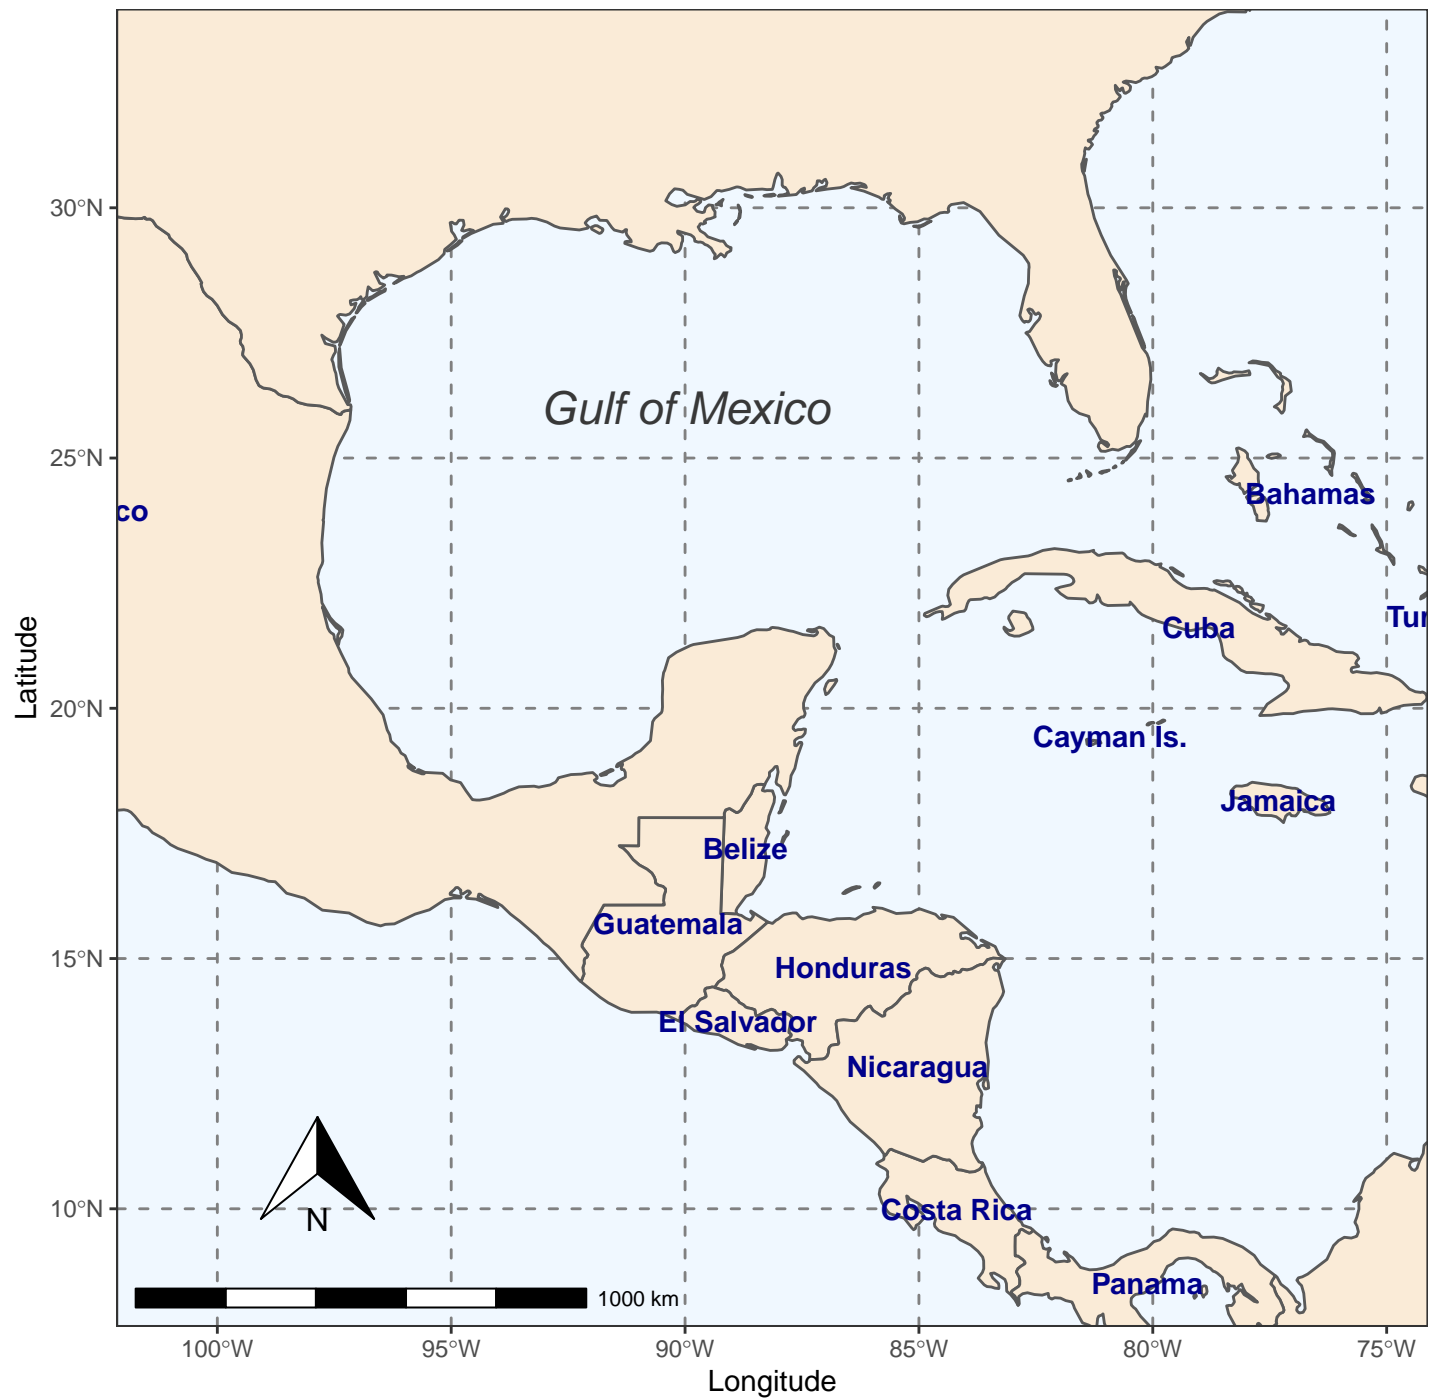 30°N
Gulf of Mexico
25°N
Bahamas
co
Tur
Cuba
Latitude
20°N
Cayman Is.
Jamaica
Belize
Guatemala
15°N
Honduras
El Salvador
Nicaragua
10°N
Costa Rica
N
Panama
1000 km
100°W
95°W
90°W
85°W
80°W
75°W
Longitude